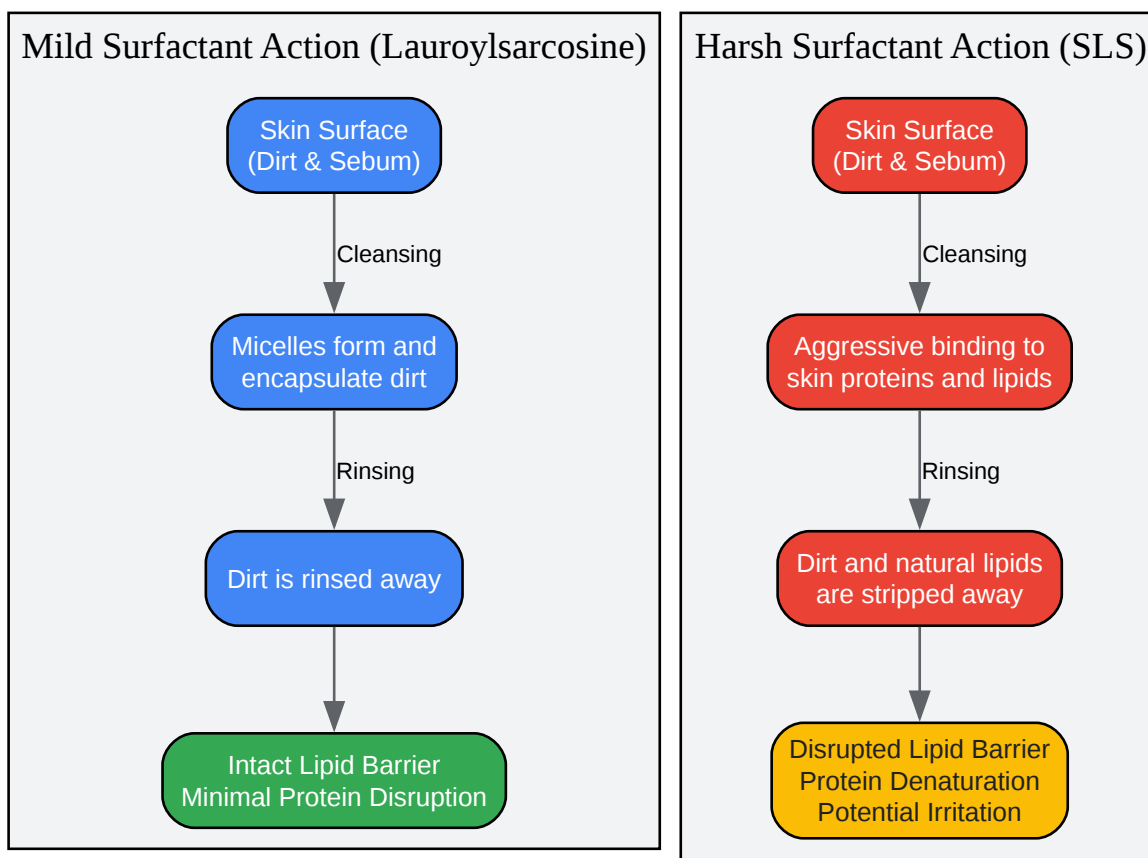 Mild Surfactant Action (Lauroylsarcosine)
Skin Surface
(Dirt & Sebum)
Cleansing
Micelles form and
encapsulate dirt
Rinsing
Dirt is rinsed away
Intact Lipid Barrier
Minimal Protein Disruption
Harsh Surfactant Action (SLS)
Skin Surface
(Dirt & Sebum)
Cleansing
Aggressive binding to
skin proteins and lipids
Rinsing
Dirt and natural lipids
are stripped away
Disrupted Lipid Barrier
Protein Denaturation
Potential Irritation